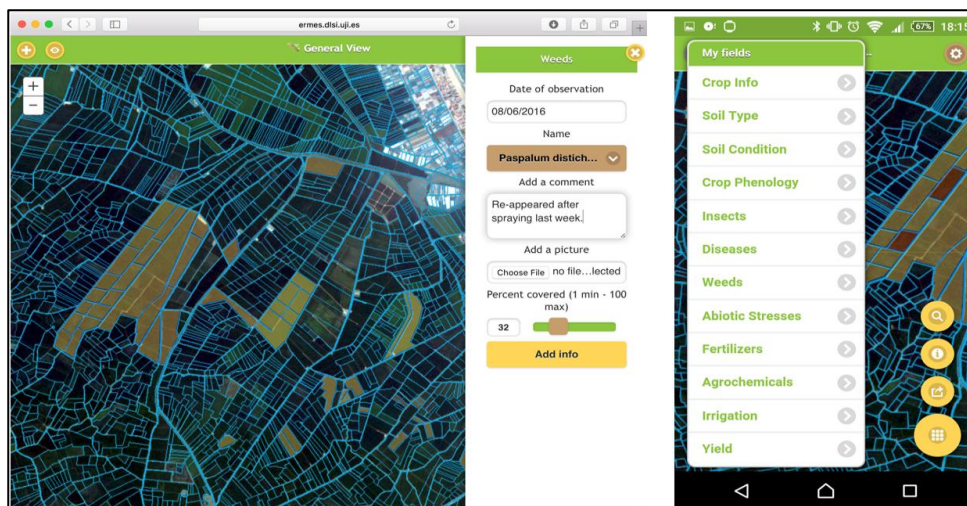 ermes.dlsi.uji.es
General View
+
−
Weeds
Date of observation
08/06/2016
Name
Paspalum distich...
Add a comment
Re-appeared after
spraying last week.
Add a picture
Choose File no file...lected
Percent covered (1 min - 100
max)
32
Add info
67% 18:15
My fields
Crop Info
Soil Type
Soil Condition
Crop Phenology
Insects
Diseases
Weeds
Abiotic Stresses
Fertilizers
Agrochemicals
Irrigation
Yield